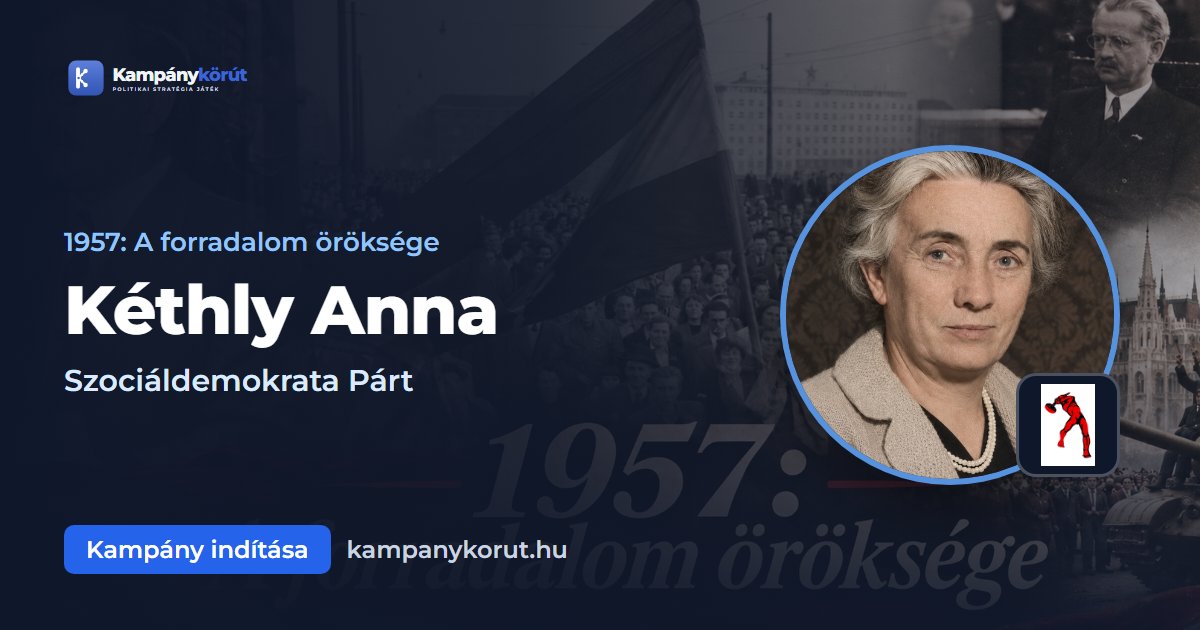 Kampánykörút
POLITIKAI STRATÉGIA JÁTÉK
1957: A forradalom öröksége
Kéthly Anna
Szociáldemokrata Párt
1957:
A forradalom öröksége
Kampány indítása
kampanykorut.hu